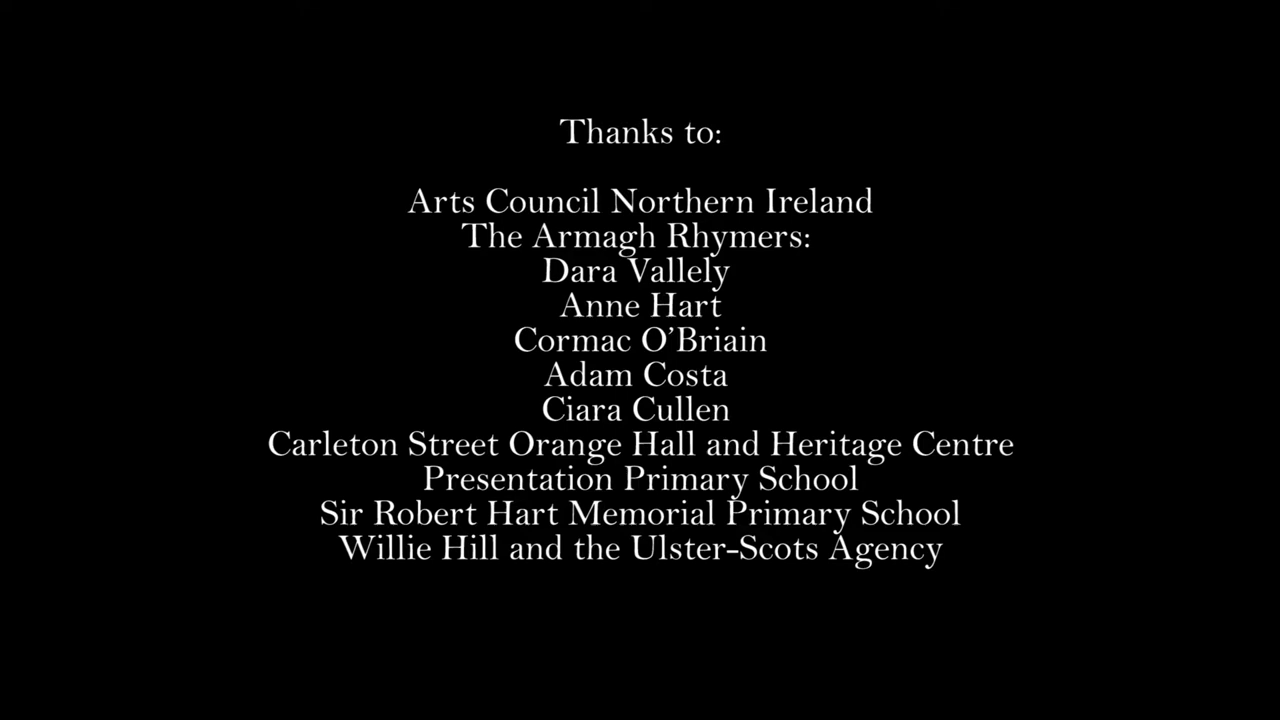 Thanks to:
Arts Council Northern Ireland
The Armagh Rhymers:
Dara Vallely
Anne Hart
Cormac O’Briain
Adam Costa
Ciara Cullen
Carleton Street Orange Hall and Heritage Centre
Presentation Primary School
Sir Robert Hart Memorial Primary School
Willie Hill and the Ulster-Scots Agency